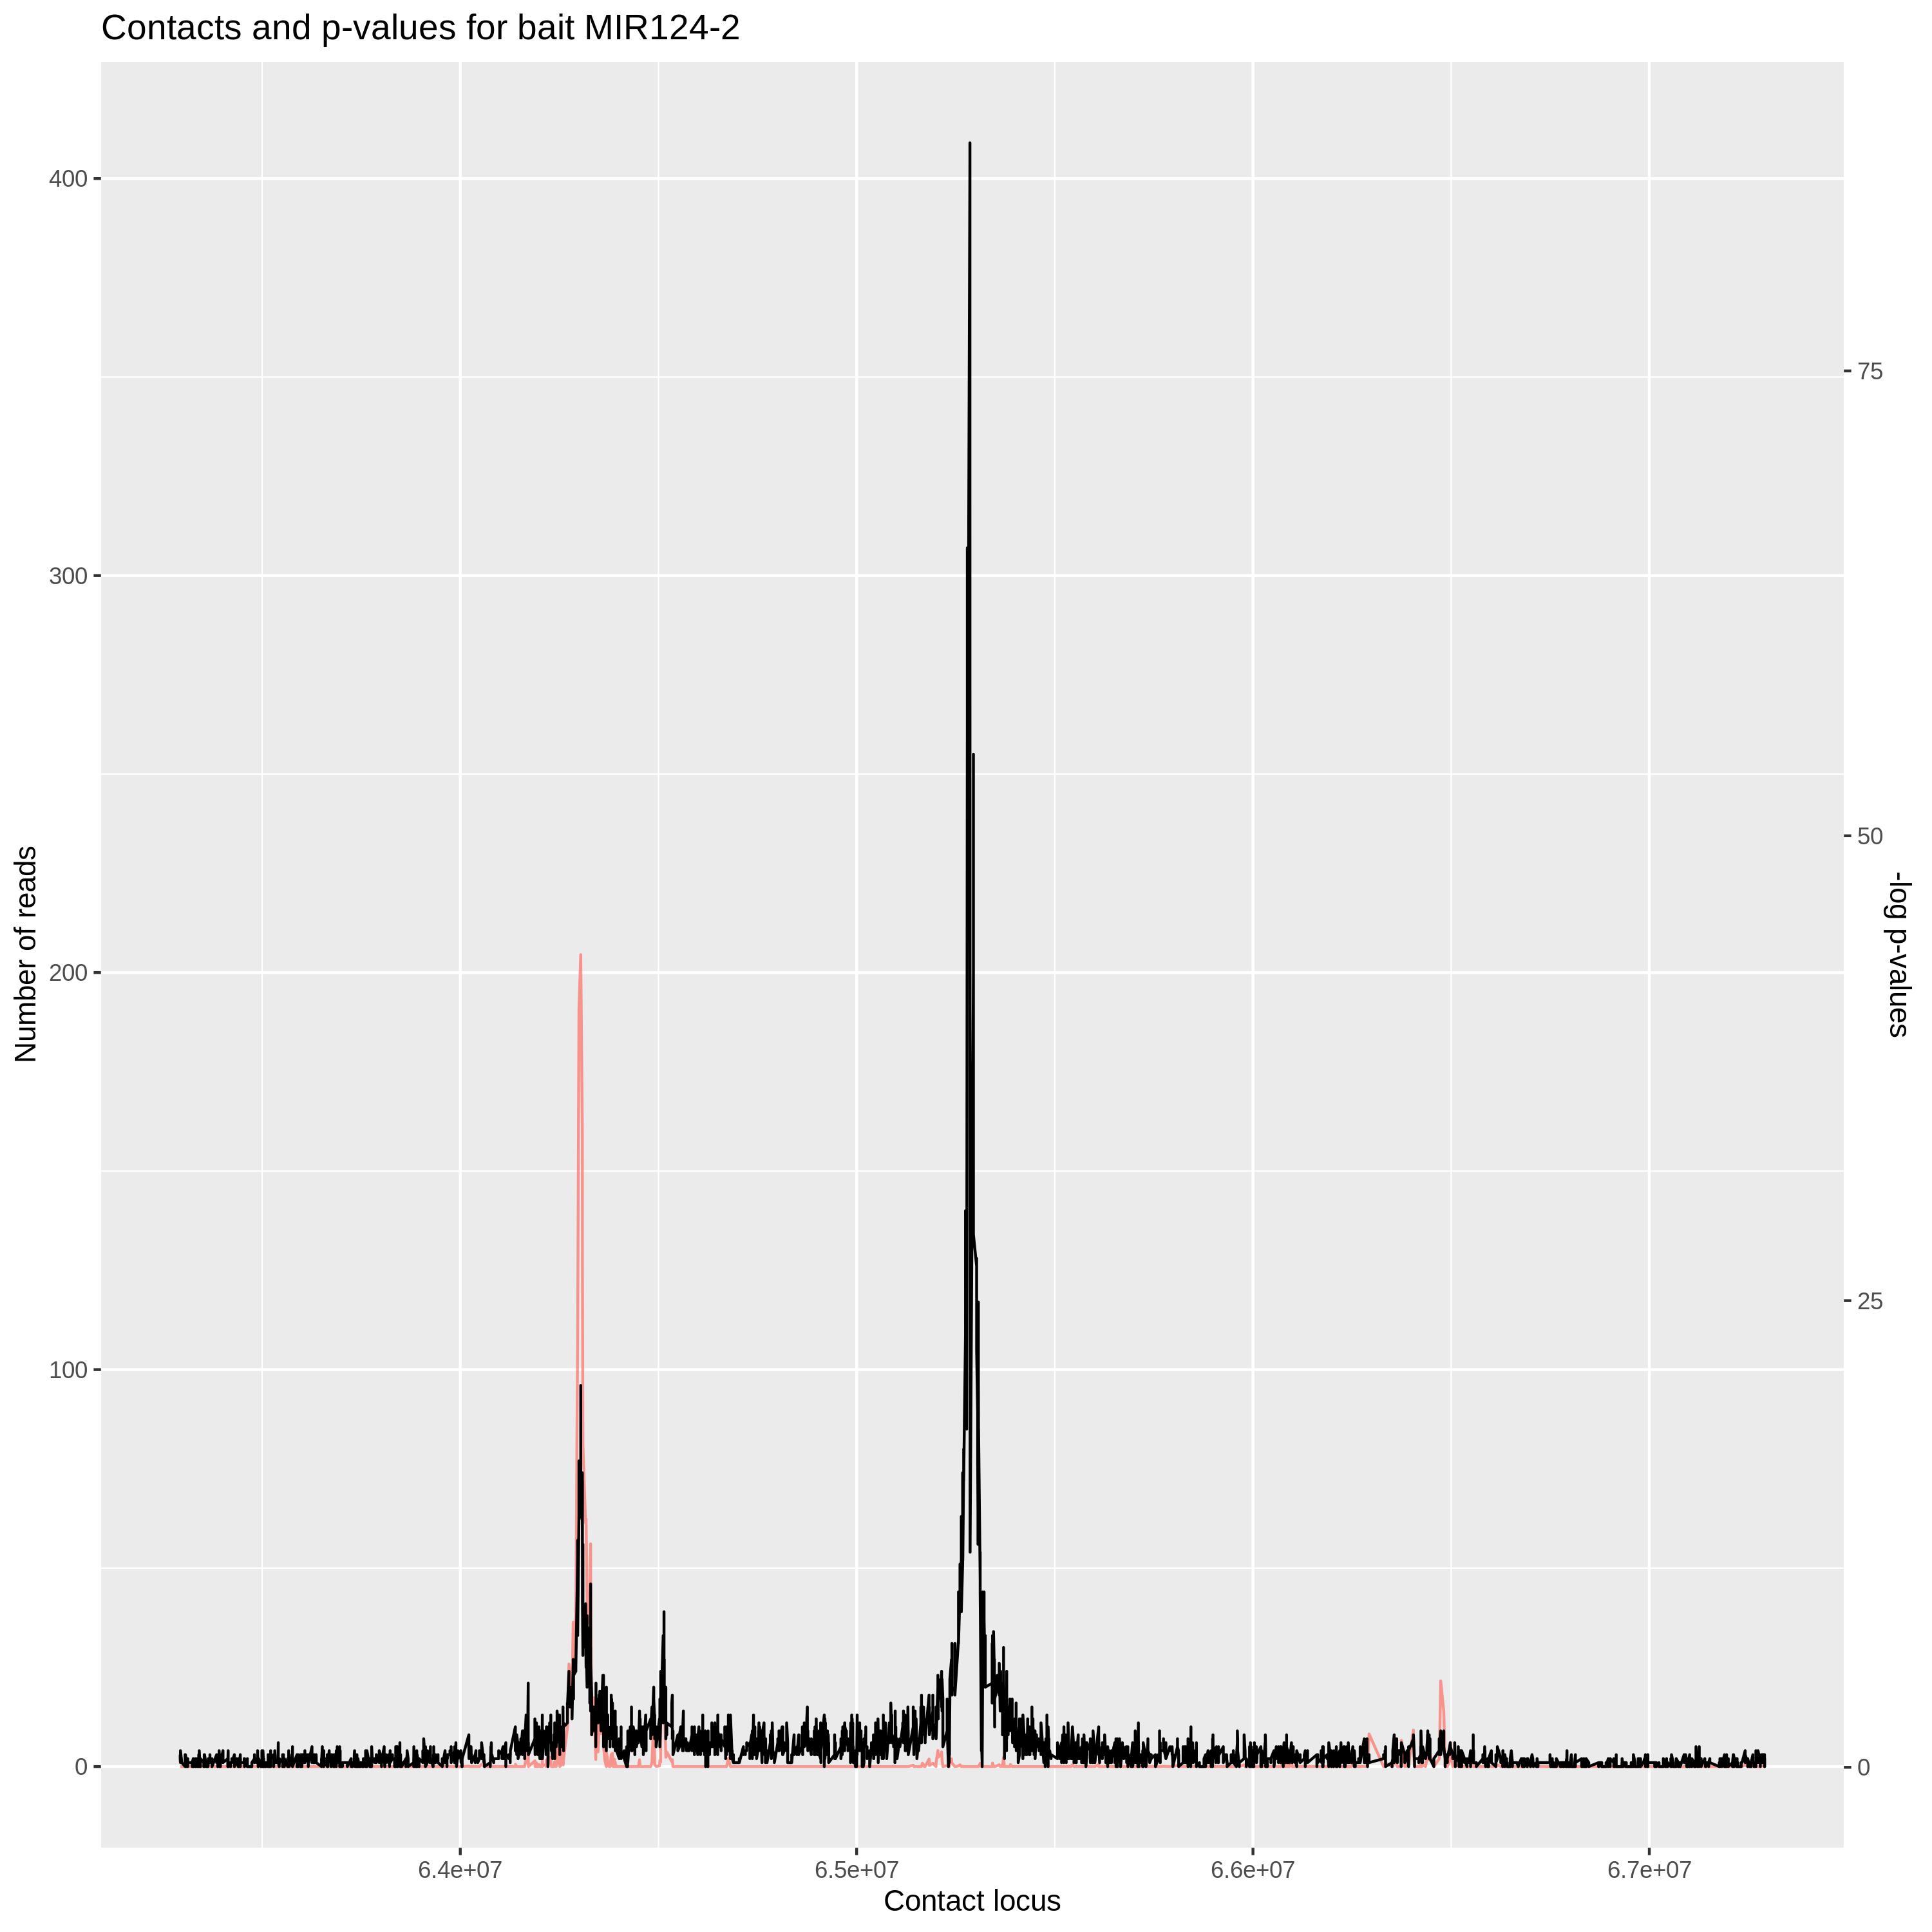 Contacts and p-values for bait MIR124-2
400
300
200
100
0
Number of reads
75
50
25
0
-log p-values
6.4e+07
6.5e+07
6.6e+07
6.7e+07
Contact locus